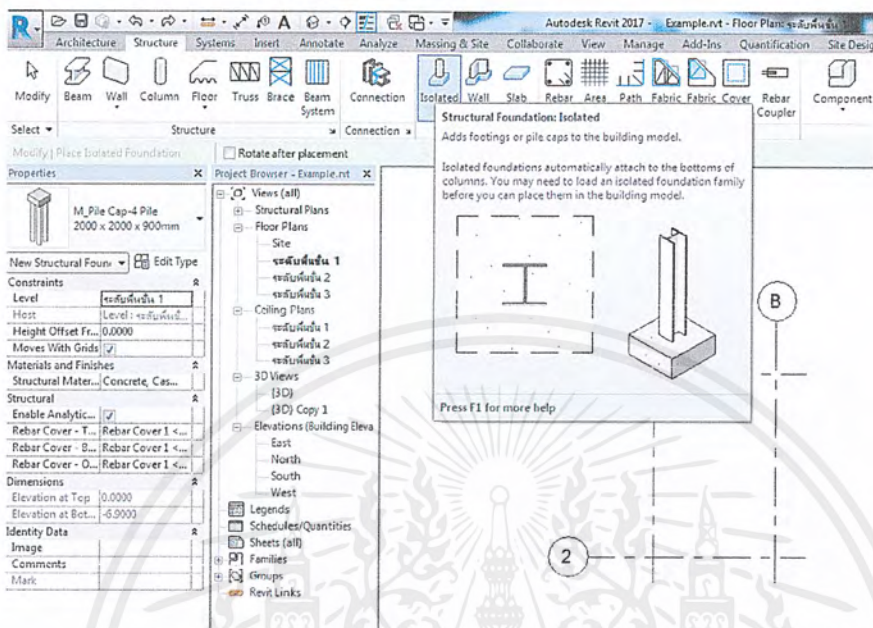 R
Autodesk Revit 2017 - Example.rvt - Floor Plan: ระดับพื้นชั้น 1
Architecture Structure Systems Insert Annotate Analyze Massing & Site Collaborate View Manage Add-Ins Quantification Site Desig
Modify Beam Wall Column Floor Truss Brace Beam System Connection Isolated Wall Slab Rebar Area Path Fabric Fabric Cover Rebar Coupler Component
Select Structure Connection
Modify | Place Isolated Foundation Rotate after placement
Structural Foundation: Isolated
Adds footings or pile caps to the building model.
Isolated foundations automatically attach to the bottoms of
columns. You may need to load an isolated foundation family
before you can place them in the building model.
Press F1 for more help
Properties
M_Pile Cap-4 Pile
2000 x 2000 x 900mm
New Structural Foun Edit Type
Constraints
Level ระดับพื้นชั้น 1
Host Level : ระดับพื้นชั้...
Height Offset Fr... 0.0000
Moves With Grids
Materials and Finishes
Structural Mater... Concrete, Cas...
Structural
Enable Analytic...
Rebar Cover - T... Rebar Cover 1 <...
Rebar Cover - B... Rebar Cover 1 <...
Rebar Cover - O... Rebar Cover 1 <...
Dimensions
Elevation at Top 0.0000
Elevation at Bot... -6.9000
Identity Data
Image
Comments
Mark
Project Browser - Example.rvt
Views (all)
Structural Plans
Floor Plans
Site
ระดับพื้นชั้น 1
ระดับพื้นชั้น 2
ระดับพื้นชั้น 3
Ceiling Plans
ระดับพื้นชั้น 1
ระดับพื้นชั้น 2
ระดับพื้นชั้น 3
3D Views
{3D}
{3D} Copy 1
Elevations (Building Eleva
East
North
South
West
Legends
Schedules/Quantities
Sheets (all)
Families
Groups
Revit Links
B
2